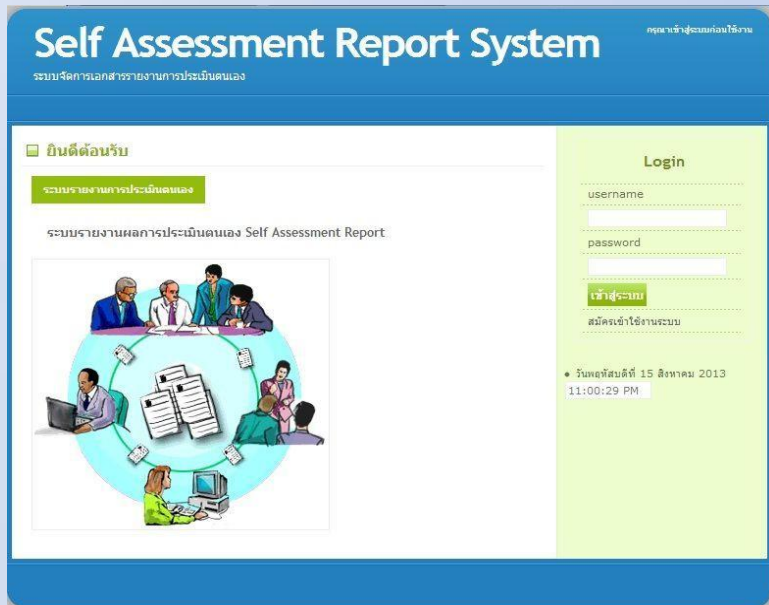 Self Assessment Report System
กรุณาเข้าสู่ระบบก่อนใช้งาน
ระบบจัดการเอกสารรายงานการประเมินตนเอง
ยินดีต้อนรับ
ระบบรายงานการประเมินตนเอง
ระบบรายงานผลการประเมินตนเอง Self Assessment Report
Login
username
password
เข้าสู่ระบบ
สมัครเข้าใช้งานระบบ
วันพฤหัสบดีที่ 15 สิงหาคม 2013
11:00:29 PM